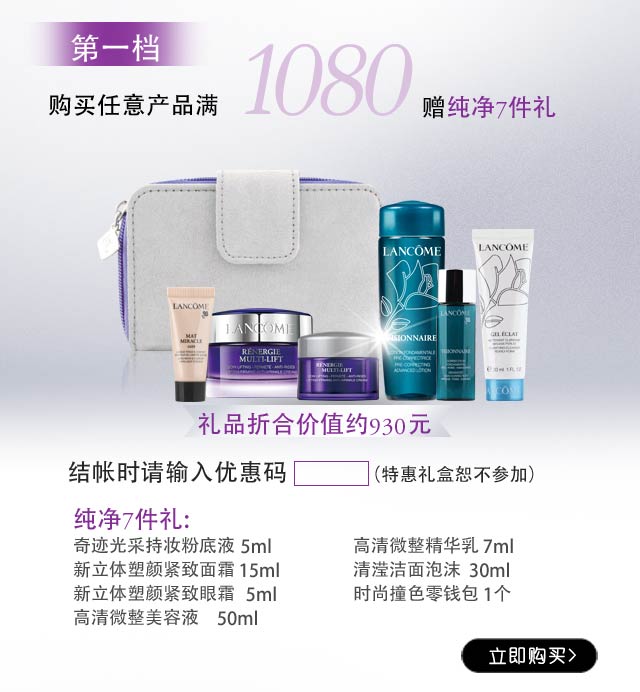 第一档
购买任意产品满 1080 赠纯净7件礼
LANCÔME
LANCÔME
LANCÔME
LANCÔME
LANCÔME
MAT
MIRACLE
RÉNERGIE
MULTI-LIFT
RÉNERGIE
MULTI-LIFT
VISIONNAIRE
VISIONNAIRE
GEL ÉCLAT
礼品折合价值约930元
结帐时请输入优惠码 (特惠礼盒恕不参加)
纯净7件礼:
奇迹光采持妆粉底液 5ml
新立体塑颜紧致面霜 15ml
新立体塑颜紧致眼霜 5ml
高清微整美容液 50ml
高清微整精华乳 7ml
清滢洁面泡沫 30ml
时尚撞色零钱包 1个
立即购买>